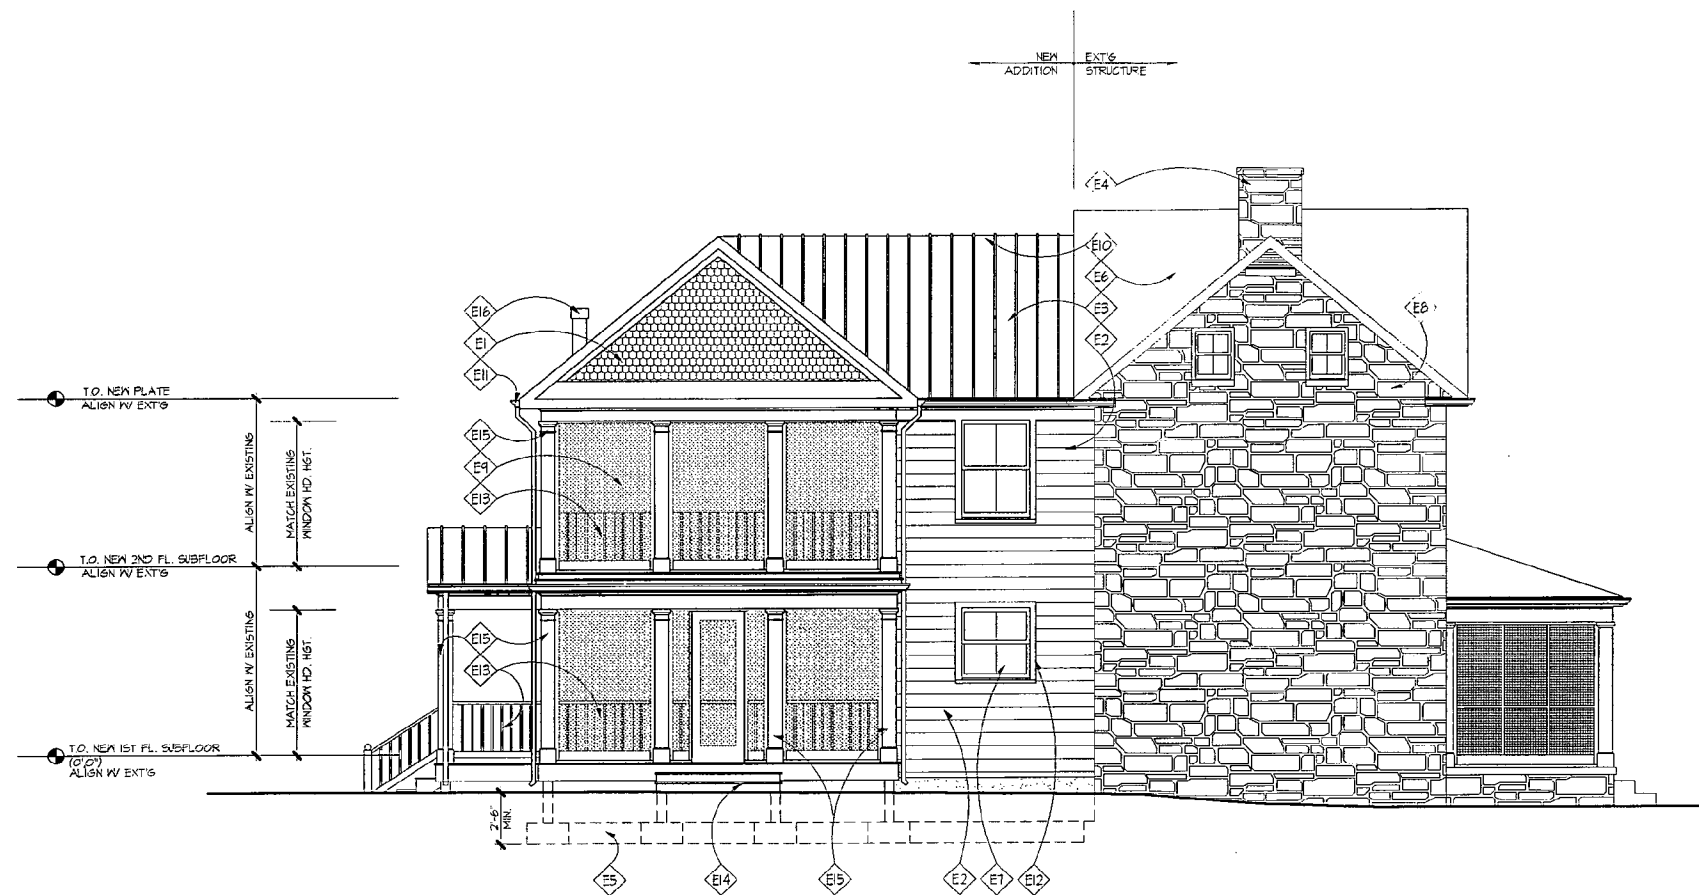 NEW EXT'G
ADDITION STRUCTURE
E4
E10
E6
E3
E2
E8
E16
E1
E11
T.O. NEW PLATE
ALIGN W/ EXT'G
E15
E9
E13
ALIGN W/ EXISTING
MATCH EXISTING
WINDOW HD. HGT.
T.O. NEW 2ND FL. SUBFLOOR
ALIGN W/ EXT'G
E15
E13
ALIGN W/ EXISTING
MATCH EXISTING
WINDOW HD. HGT.
T.O. NEW 1ST FL. SUBFLOOR
(0'.0")
ALIGN W/ EXT'G
2'-6"
MIN.
E5
E14
E15
E2
E7
E12